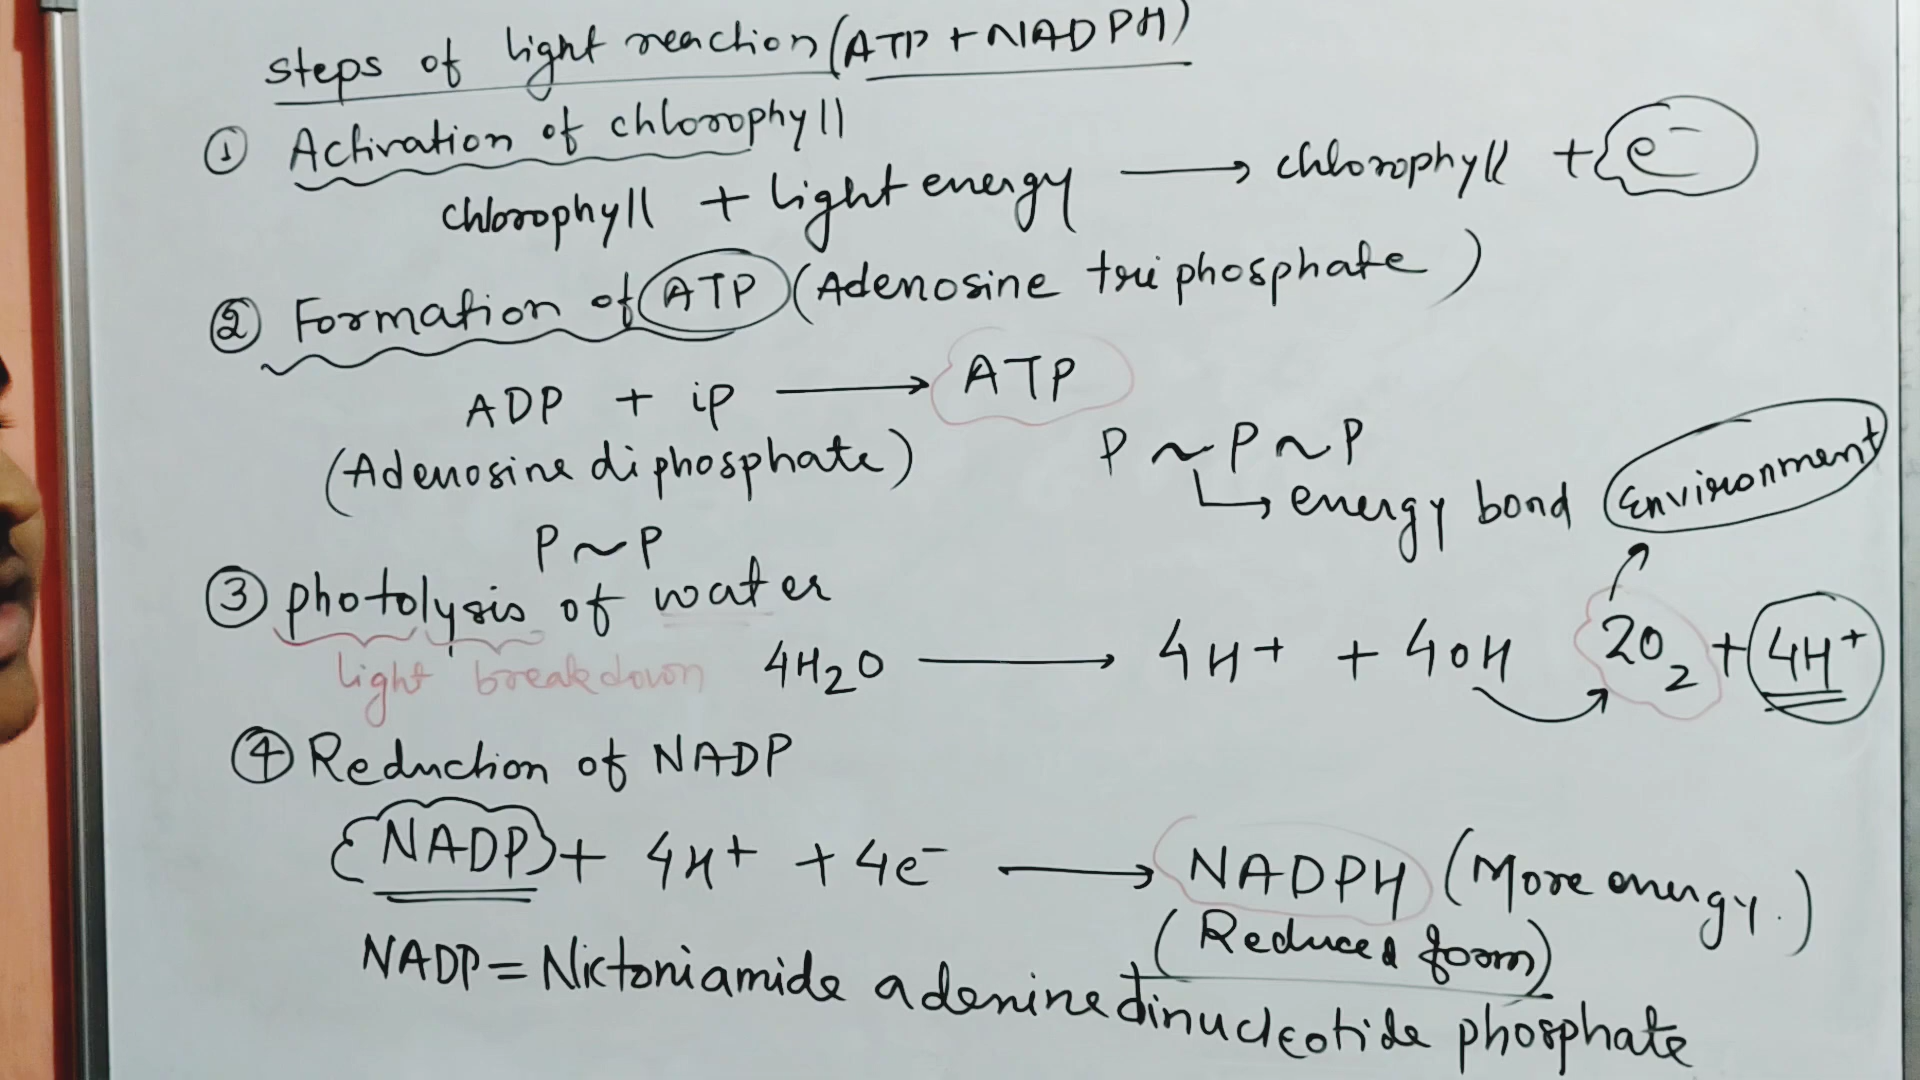 steps of light reaction (ATP + NADPH)
① Activation of chlorophyll
chlorophyll + light energy ⟶ chlorophyll + e⁻
② Formation of ATP (Adenosine triphosphate)
ADP + ip ⟶ ATP
(Adenosine diphosphate)
P ~ P ~ P
energy bond
P ~ P
Environment
③ photolysis of water
light breakdown
4H₂O ⟶ 4H⁺ + 4OH 2O₂ + 4H⁺
④ Reduction of NADP
NADP + 4H⁺ + 4e⁻ ⟶ NADPH (More energy.)
(Reduced form)
NADP = Nictoniamide adenine dinucleotide phosphate